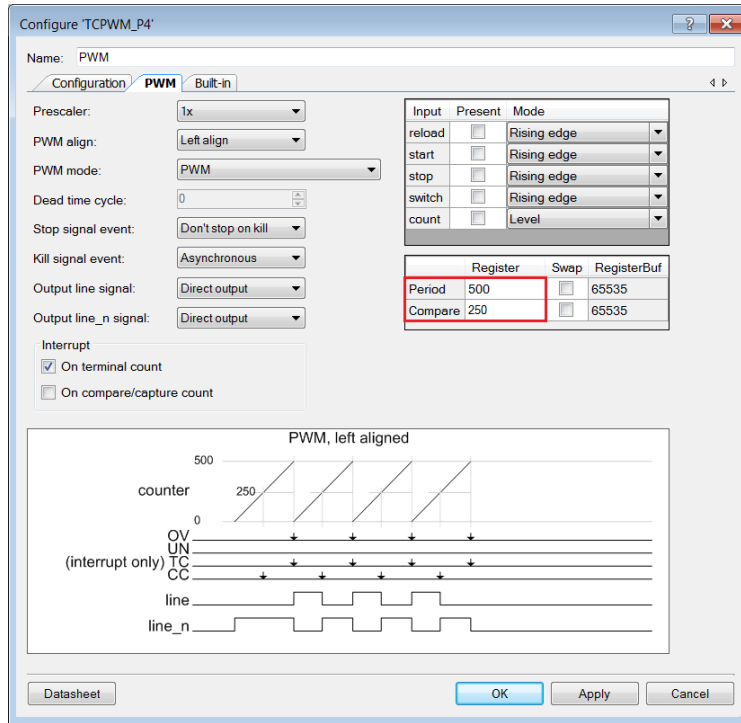 Configure 'TCPWM_P4'
Name: PWM
Configuration PWM Built-in
Prescaler: 1x
PWM align: Left align
PWM mode: PWM
Dead time cycle: 0
Stop signal event: Don't stop on kill
Kill signal event: Asynchronous
Output line signal: Direct output
Output line_n signal: Direct output
Interrupt
On terminal count
On compare/capture count
Input Present Mode
reload Rising edge
start Rising edge
stop Rising edge
switch Rising edge
count Level
Register Swap RegisterBuf
Period 500 65535
Compare 250 65535
PWM, left aligned
500
counter 250
0
OV
UN
(interrupt only) TC
CC
line
line_n
Datasheet OK Apply Cancel